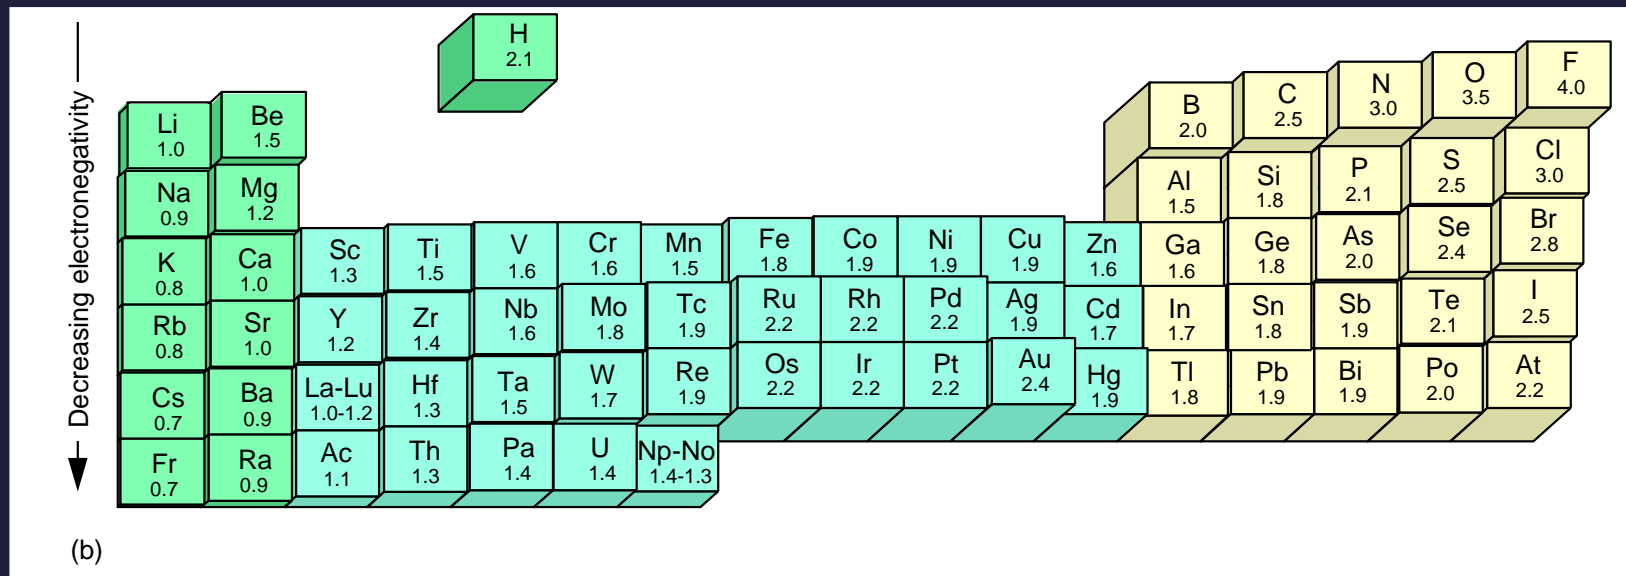 Decreasing electronegativity
H
2.1
Li
1.0
Be
1.5
B
2.0
C
2.5
N
3.0
O
3.5
F
4.0
Na
0.9
Mg
1.2
Al
1.5
Si
1.8
P
2.1
S
2.5
Cl
3.0
K
0.8
Ca
1.0
Sc
1.3
Ti
1.5
V
1.6
Cr
1.6
Mn
1.5
Fe
1.8
Co
1.9
Ni
1.9
Cu
1.9
Zn
1.6
Ga
1.6
Ge
1.8
As
2.0
Se
2.4
Br
2.8
Rb
0.8
Sr
1.0
Y
1.2
Zr
1.4
Nb
1.6
Mo
1.8
Tc
1.9
Ru
2.2
Rh
2.2
Pd
2.2
Ag
1.9
Cd
1.7
In
1.7
Sn
1.8
Sb
1.9
Te
2.1
I
2.5
Cs
0.7
Ba
0.9
La-Lu
1.0-1.2
Hf
1.3
Ta
1.5
W
1.7
Re
1.9
Os
2.2
Ir
2.2
Pt
2.2
Au
2.4
Hg
1.9
Tl
1.8
Pb
1.9
Bi
1.9
Po
2.0
At
2.2
Fr
0.7
Ra
0.9
Ac
1.1
Th
1.3
Pa
1.4
U
1.4
Np-No
1.4-1.3
(b)